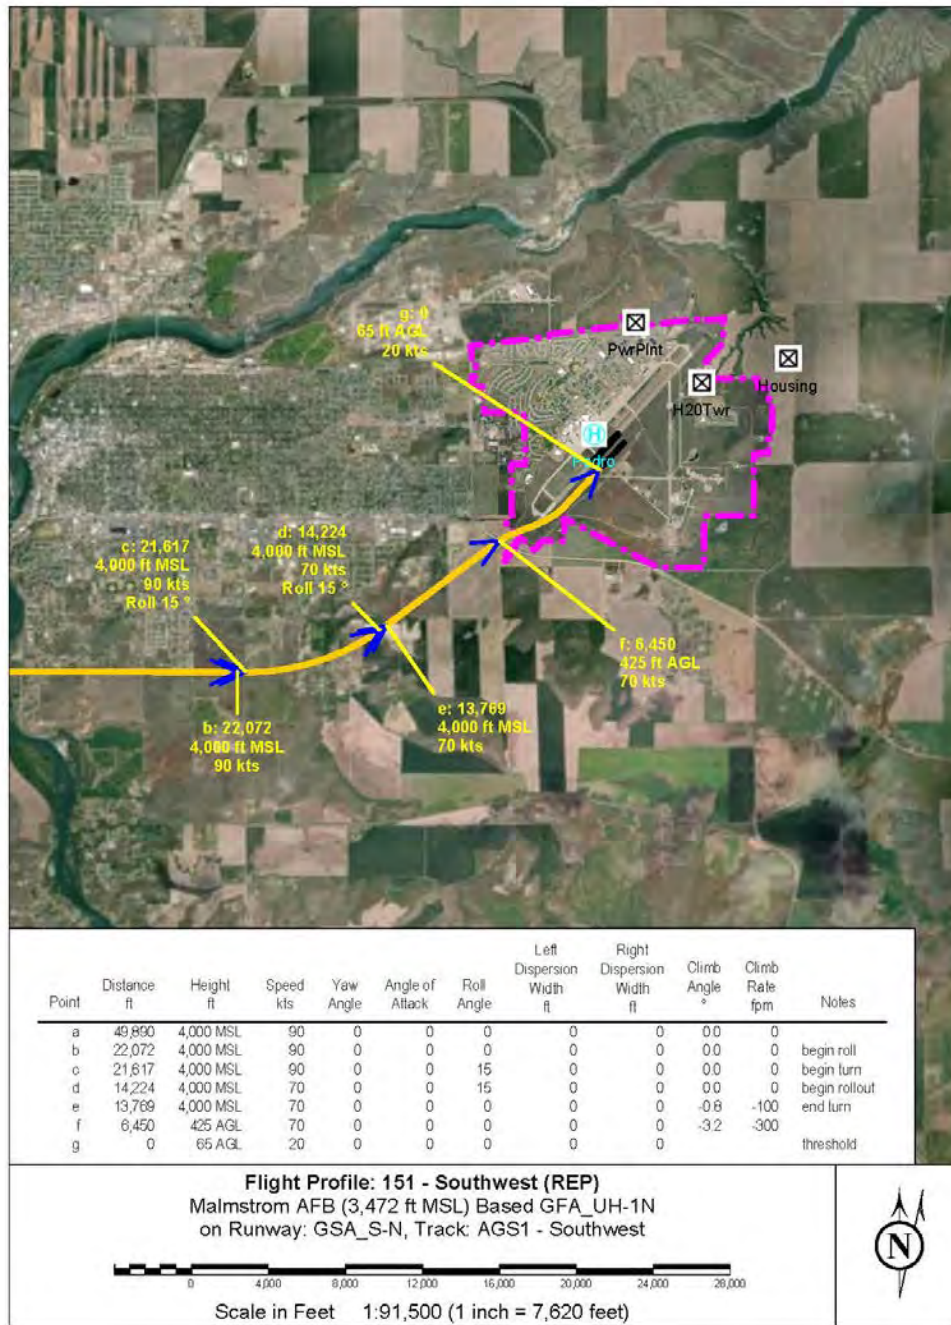 g: 0
65 ft AGL
20 kts
PwrPlnt
Housing
H20Twr
H
Pedro
d: 14,224
4,000 ft MSL
70 kts
Roll 15 °
c: 21,617
4,000 ft MSL
90 kts
Roll 15 °
f: 6,450
425 ft AGL
70 kts
e: 13,769
4,000 ft MSL
70 kts
b: 22,072
4,000 ft MSL
90 kts
Point Distance ft Height ft Speed kts Yaw Angle Angle of Attack Roll Angle Left Dispersion Width ft Right Dispersion Width ft Climb Angle ° Climb Rate fpm Notes
a 49,890 4,000 MSL 90 0 0 0 0 0 0.0 0
b 22,072 4,000 MSL 90 0 0 0 0 0 0.0 0 begin roll
c 21,617 4,000 MSL 90 0 0 15 0 0 0.0 0 begin turn
d 14,224 4,000 MSL 70 0 0 15 0 0 0.0 0 begin rollout
e 13,769 4,000 MSL 70 0 0 0 0 0 -0.8 -100 end turn
f 6,450 425 AGL 70 0 0 0 0 0 -3.2 -300
g 0 65 AGL 20 0 0 0 0 0 threshold
Flight Profile: 151 - Southwest (REP)
Malmstrom AFB (3,472 ft MSL) Based GFA_UH-1N
on Runway: GSA_S-N, Track: AGS1 - Southwest
0 4,000 8,000 12,000 16,000 20,000 24,000 28,000
Scale in Feet 1:91,500 (1 inch = 7,620 feet)
N